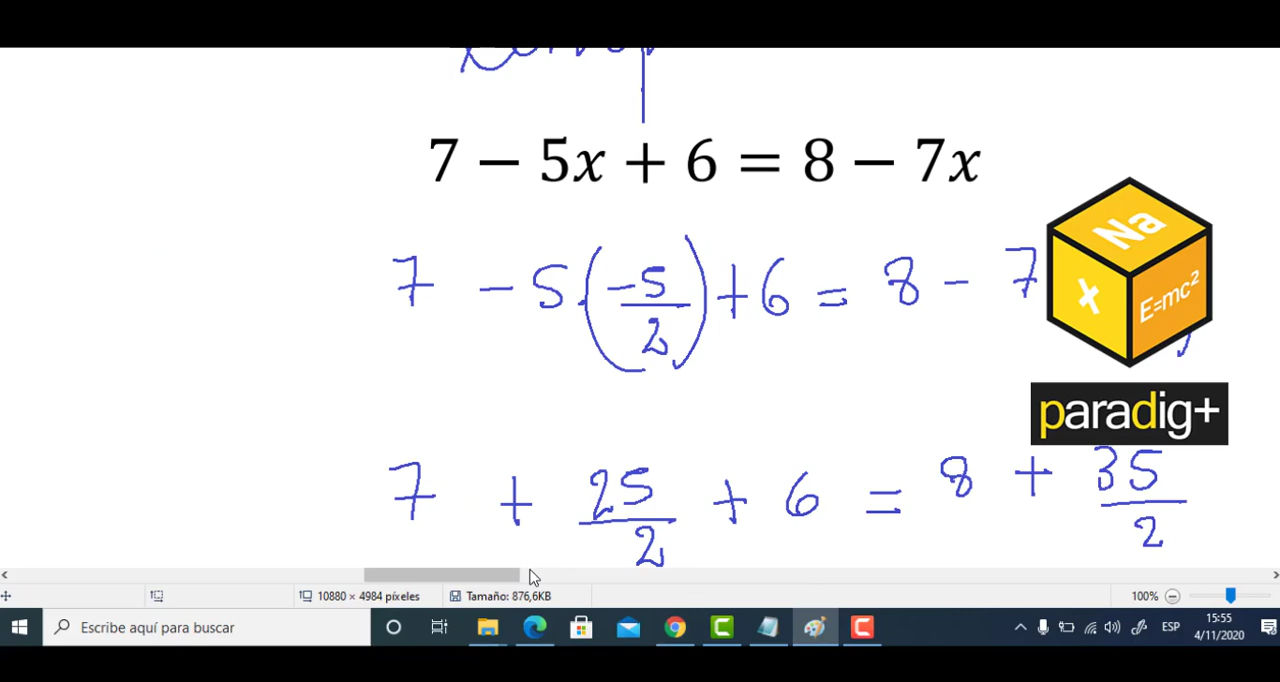 7 − 5x + 6 = 8 − 7x
7 − 5 · (−5/2) + 6 = 8 − 7
Na
x
E=mc²
paradig+
7 + 25/2 + 6 = 8 + 35/2
10880 × 4984 píxeles
Tamaño: 876,6KB
100%
Escribe aquí para buscar
ESP
15:55
4/11/2020